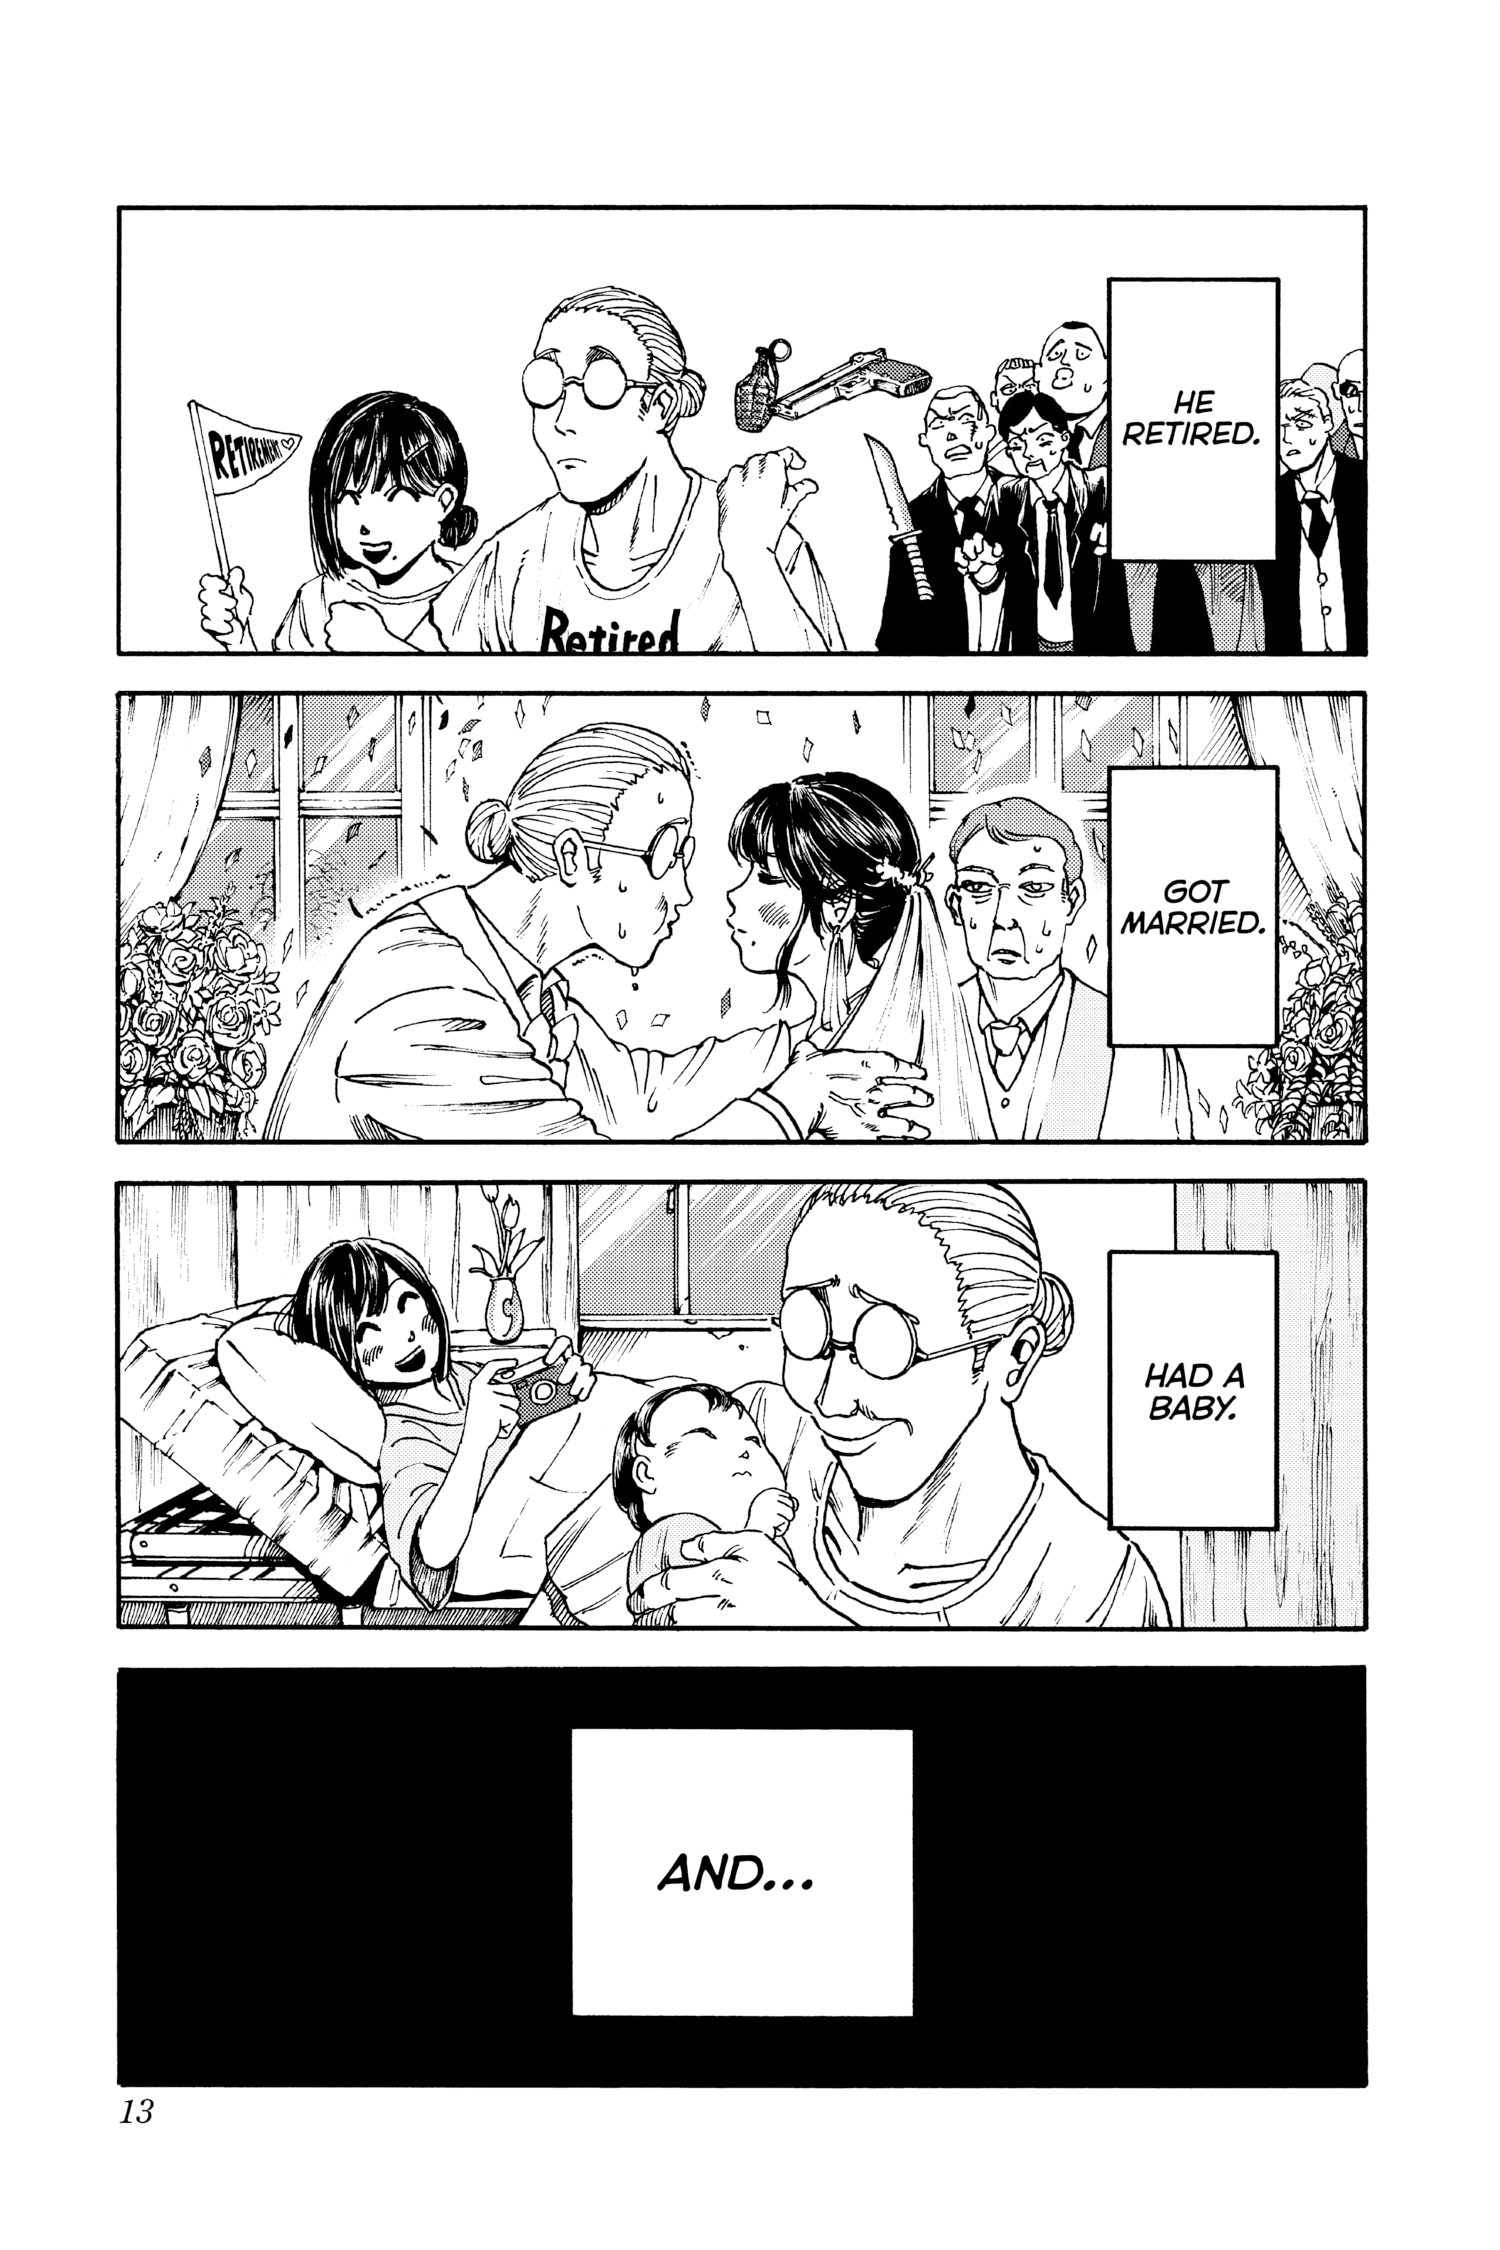 HE
RETIRED.
RETIREMENT♡
Retired
GOT
MARRIED.
HAD A
BABY.
AND...
13